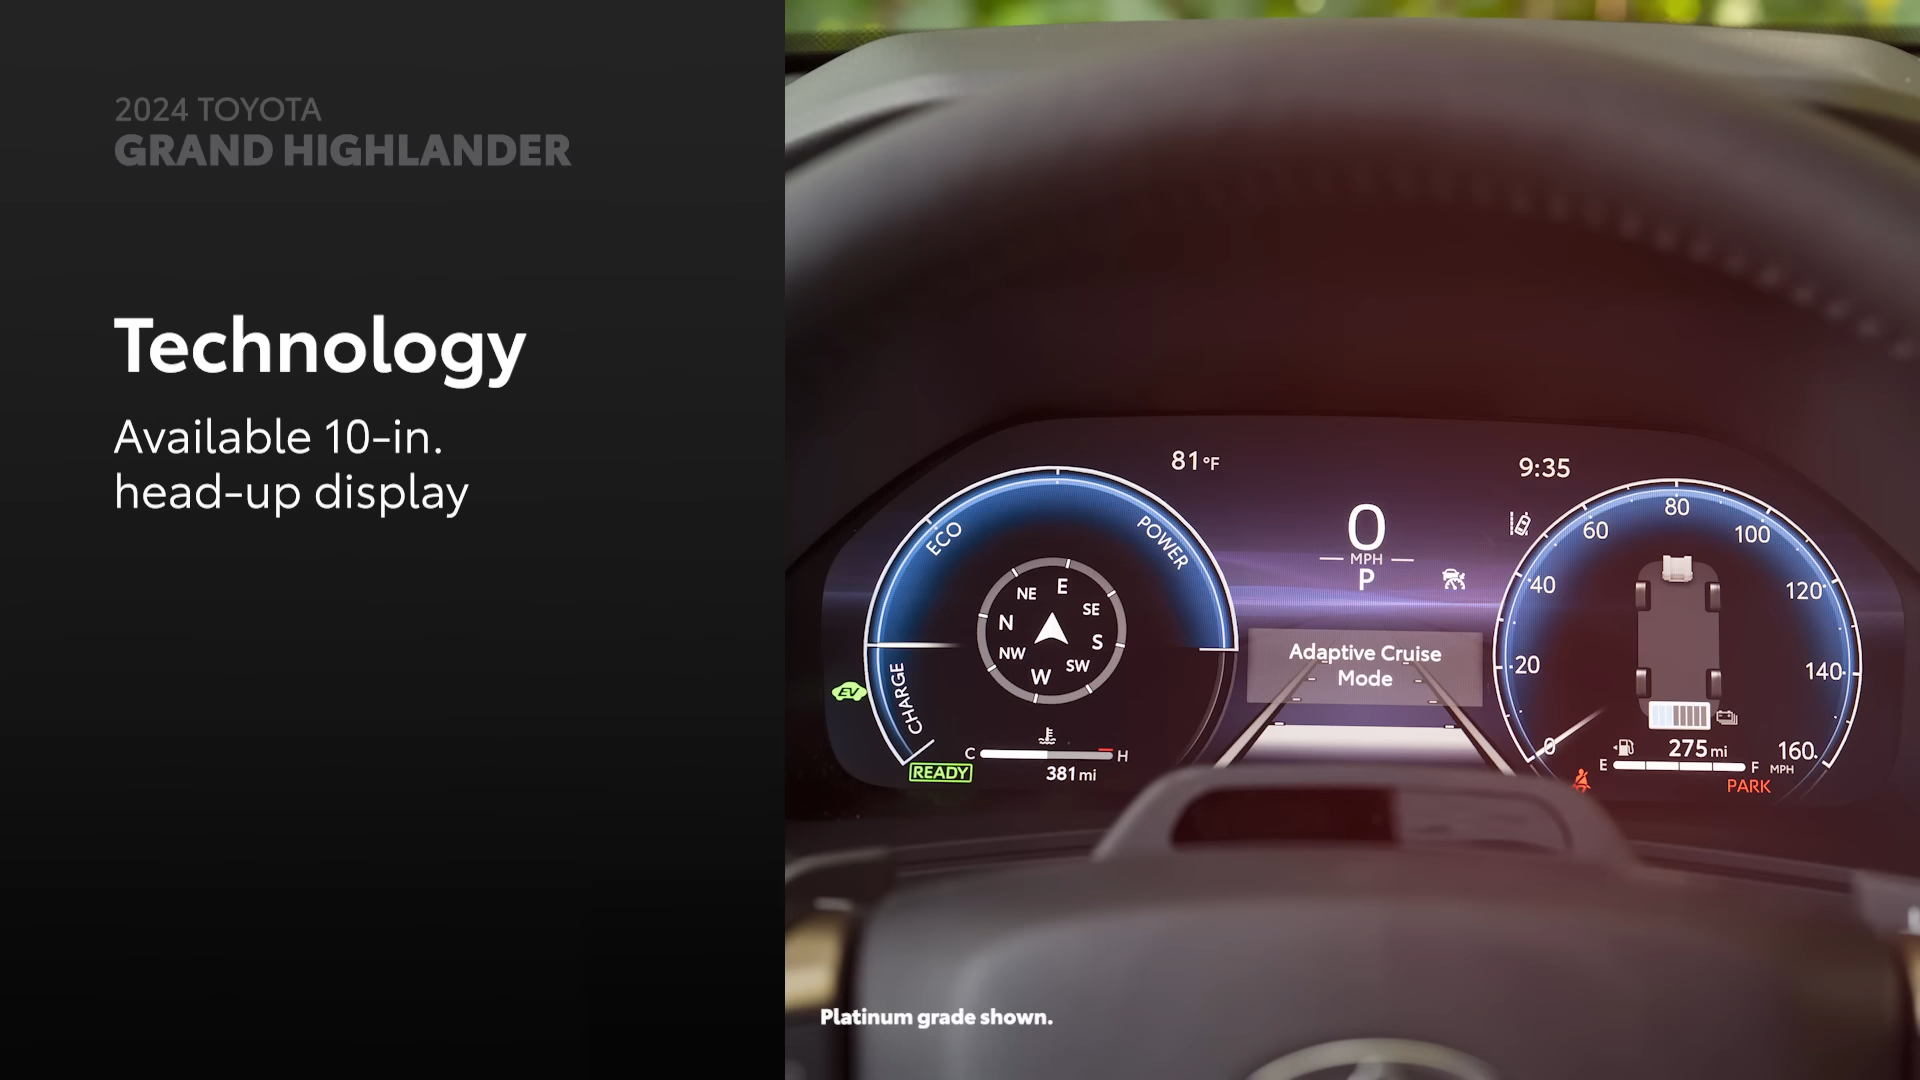 2024 TOYOTA
GRAND HIGHLANDER
Technology
Available 10-in.
head-up display
81°F
9:35
ECO
POWER
CHARGE
E
SE
S
SW
W
NW
N
NE
EV
READY
C
H
381 mi
0
MPH
P
Adaptive Cruise
Mode
0
20
40
60
80
100
120
140
160
MPH
275 mi
E
F
PARK
Platinum grade shown.